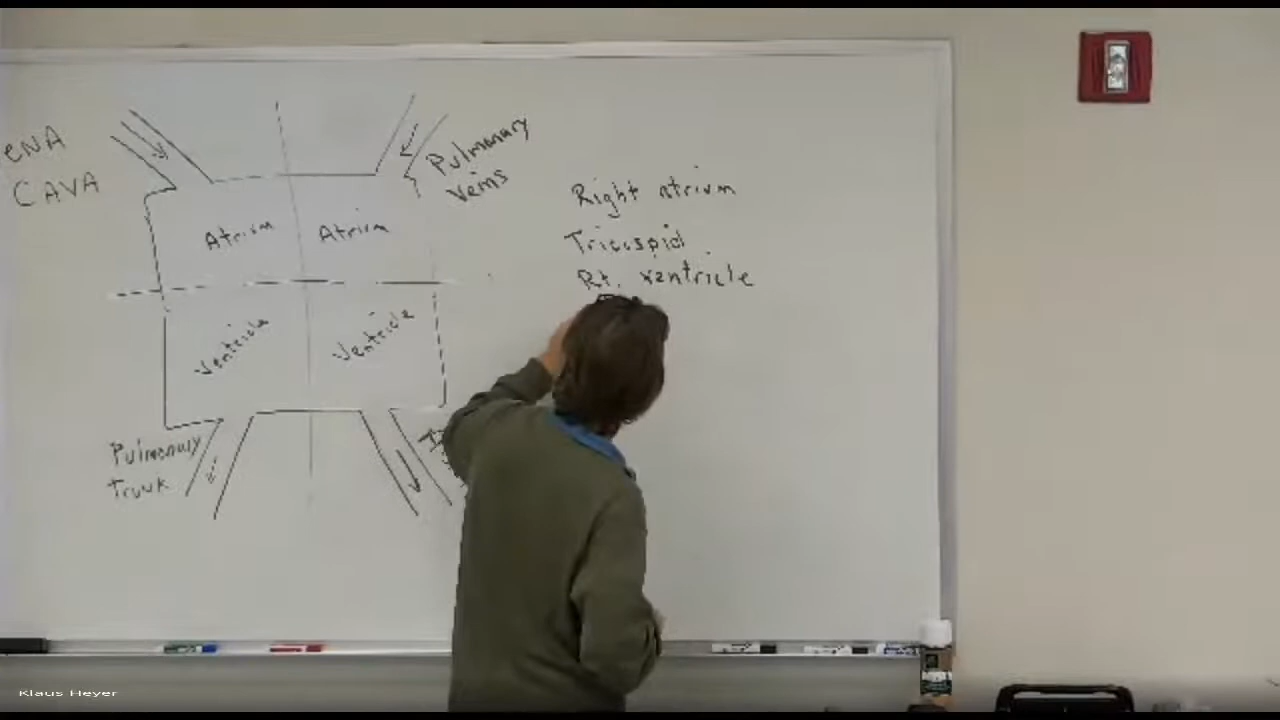 ENA
CAVA
Pulmonary
Veins
Atrium
Atrium
Ventricle
Ventricle
Pulmonary
Trunk
Right atrium
Tricuspid
Rt. ventricle
Klaus Heyer